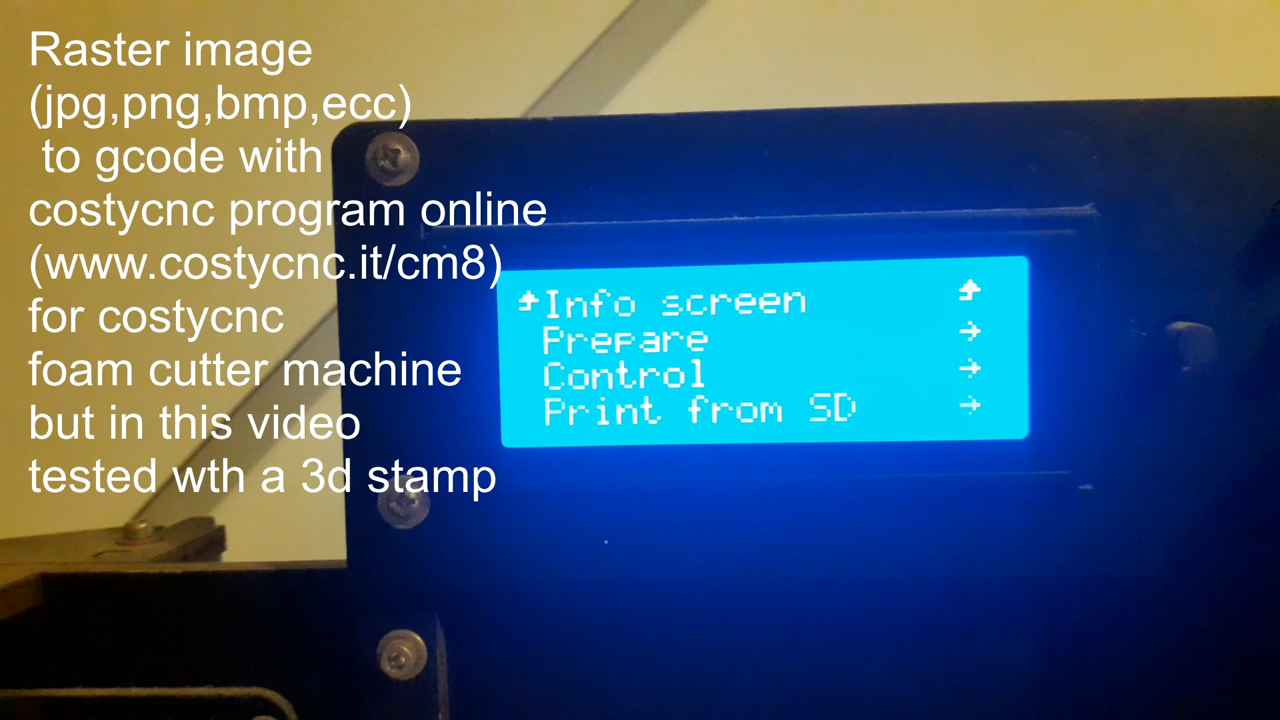 Raster image
(jpg,png,bmp,ecc)
to gcode with
costycnc program online
(www.costycnc.it/cm8)
for costycnc
foam cutter machine
but in this video
tested wth a 3d stamp
Info screen
Prepare
Control
Print from SD